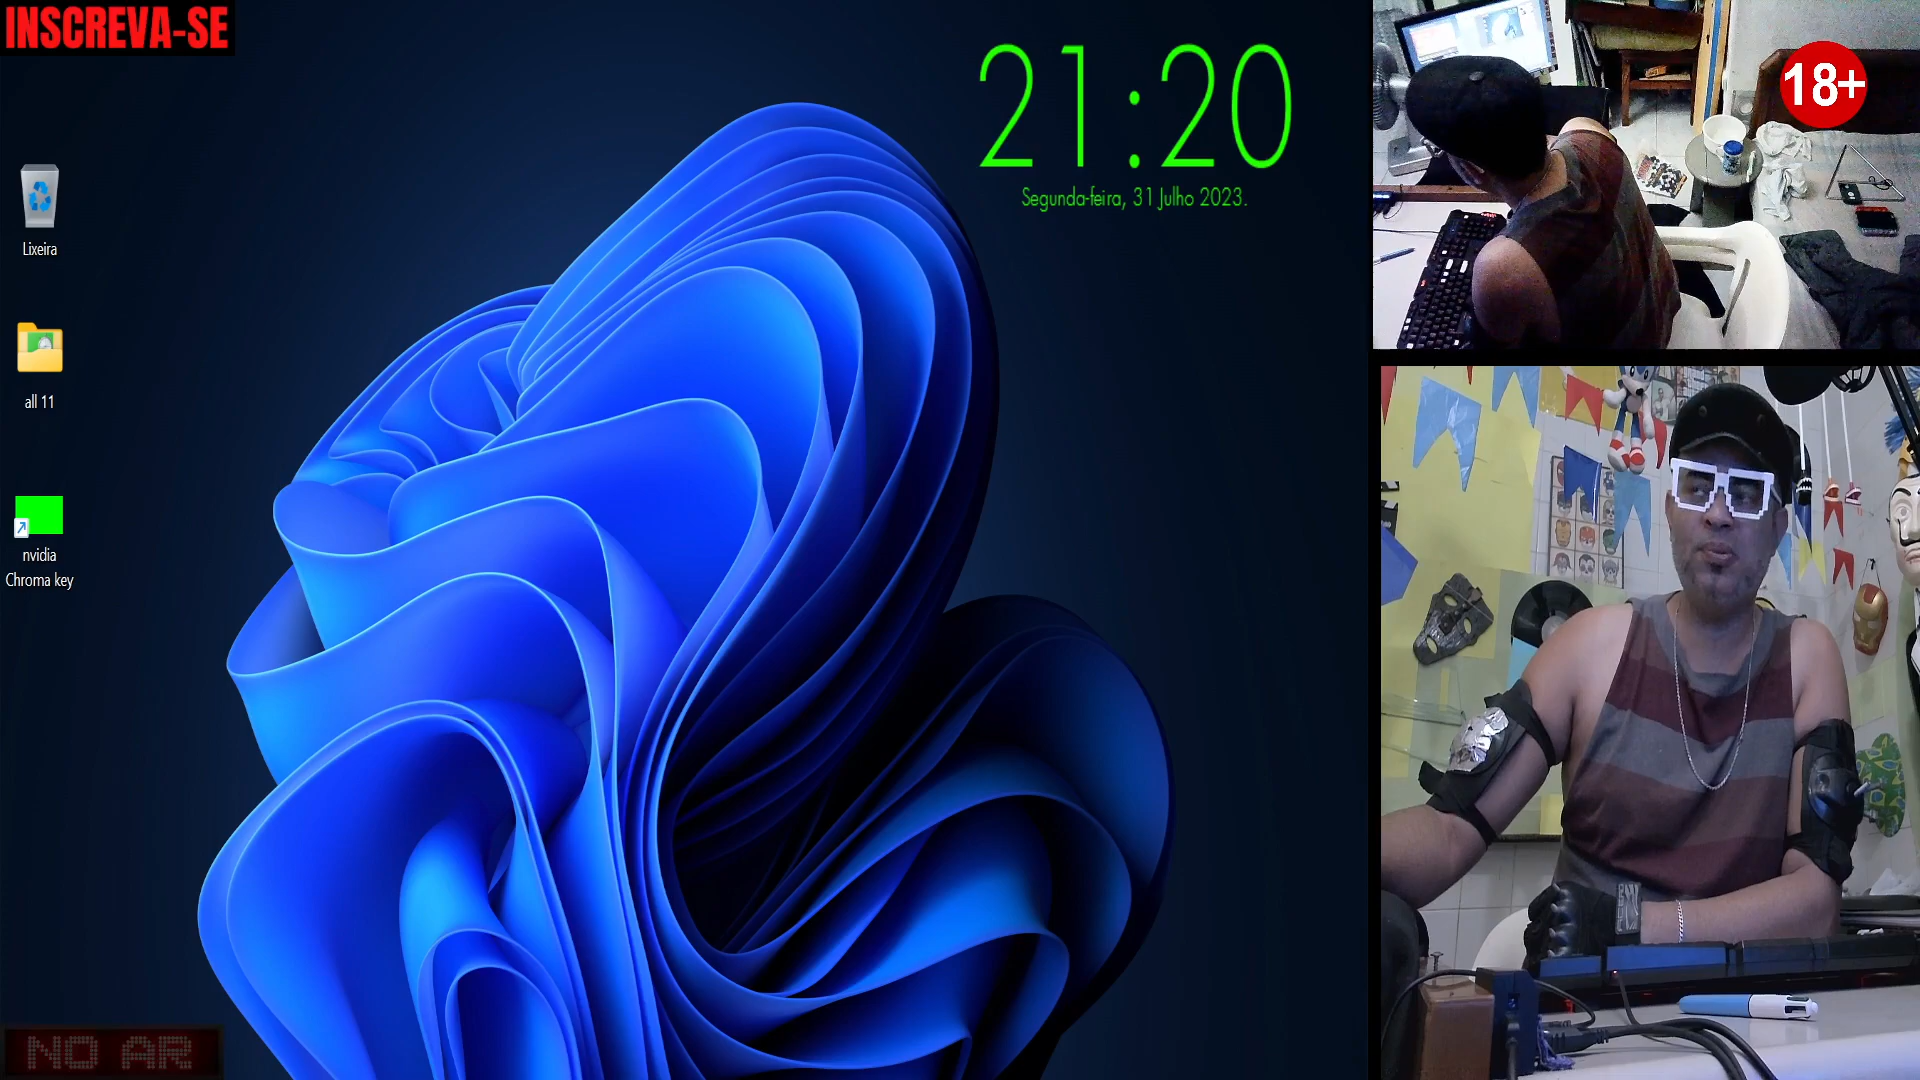 INSCREVA-SE
21:20
Segunda-feira, 31 Julho 2023.
18+
Lixeira
all 11
nvidia
Chroma key
NO AR